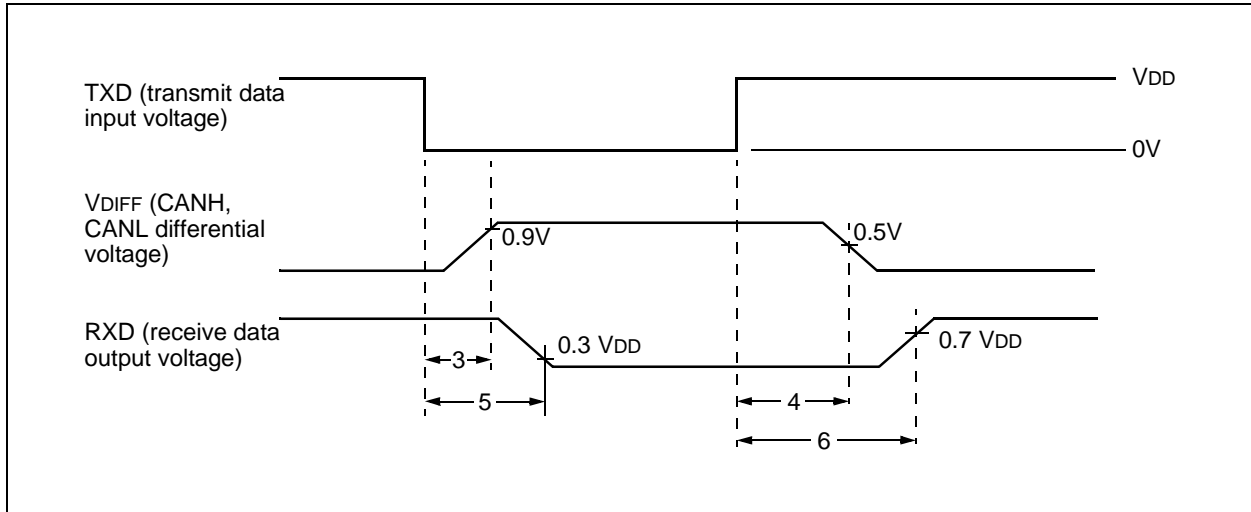 TXD (transmit data
input voltage)
VDD
0V
VDIFF (CANH,
CANL differential
voltage)
0.9V
0.5V
RXD (receive data
output voltage)
0.3 VDD
0.7 VDD
3
5
4
6